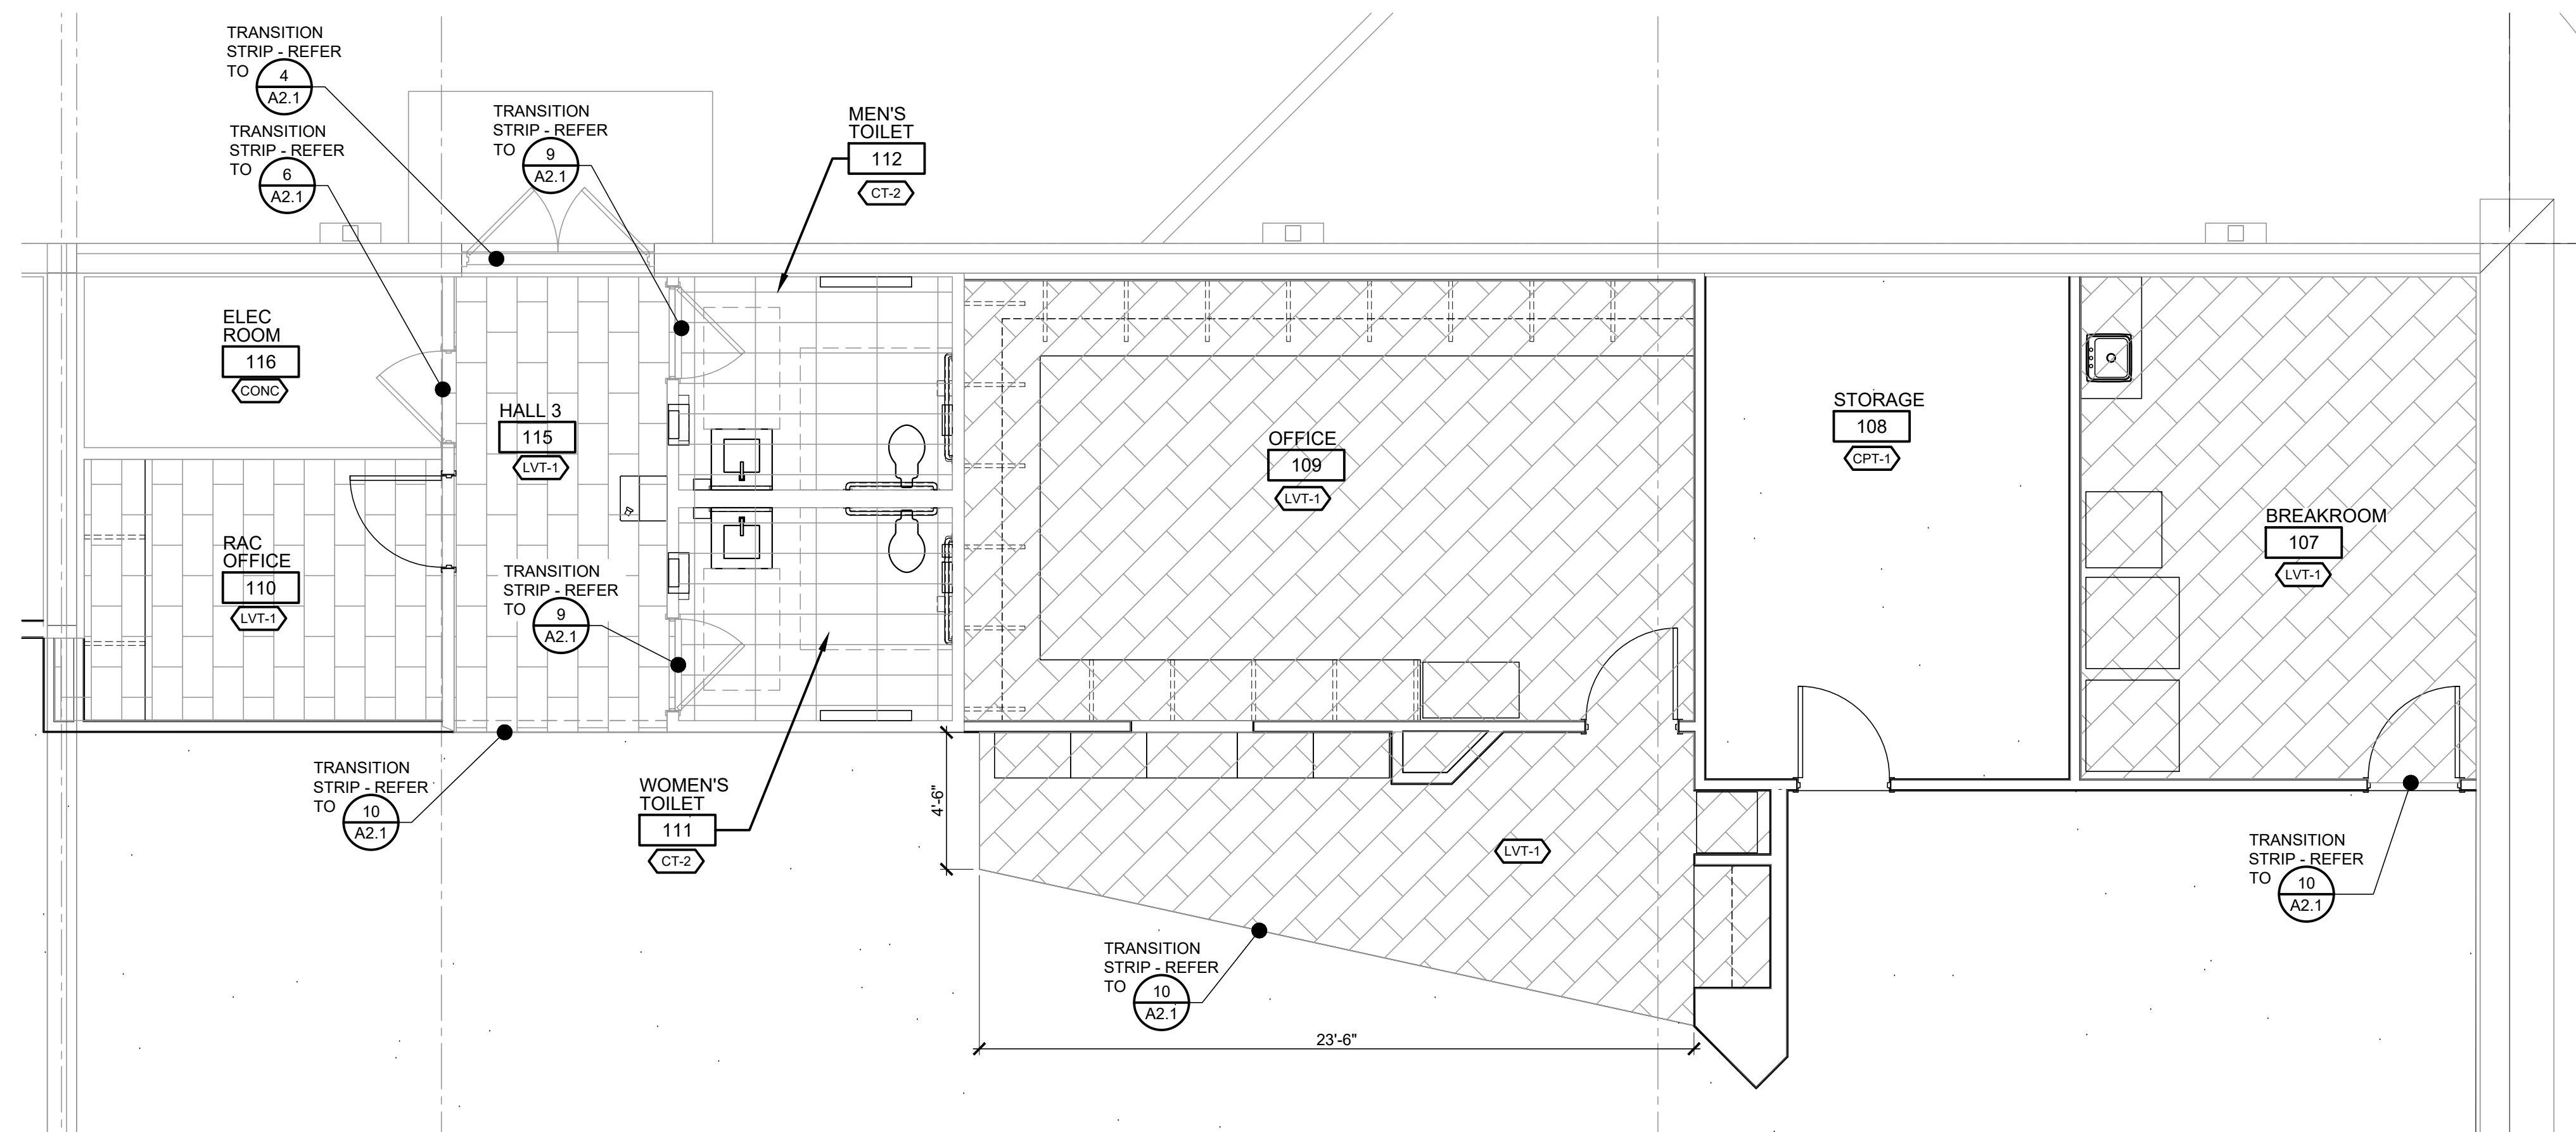 TRANSITION
STRIP - REFER
TO
4
A2.1
TRANSITION
STRIP - REFER
TO
6
A2.1
TRANSITION
STRIP - REFER
TO
9
A2.1
MEN'S
TOILET
112
CT-2
ELEC
ROOM
116
CONC
HALL 3
115
LVT-1
RAC
OFFICE
110
LVT-1
TRANSITION
STRIP - REFER
TO
9
A2.1
OFFICE
109
LVT-1
STORAGE
108
CPT-1
BREAKROOM
107
LVT-1
TRANSITION
STRIP - REFER
TO
10
A2.1
WOMEN'S
TOILET
111
CT-2
4'-6"
LVT-1
TRANSITION
STRIP - REFER
TO
10
A2.1
23'-6"
TRANSITION
STRIP - REFER
TO
10
A2.1